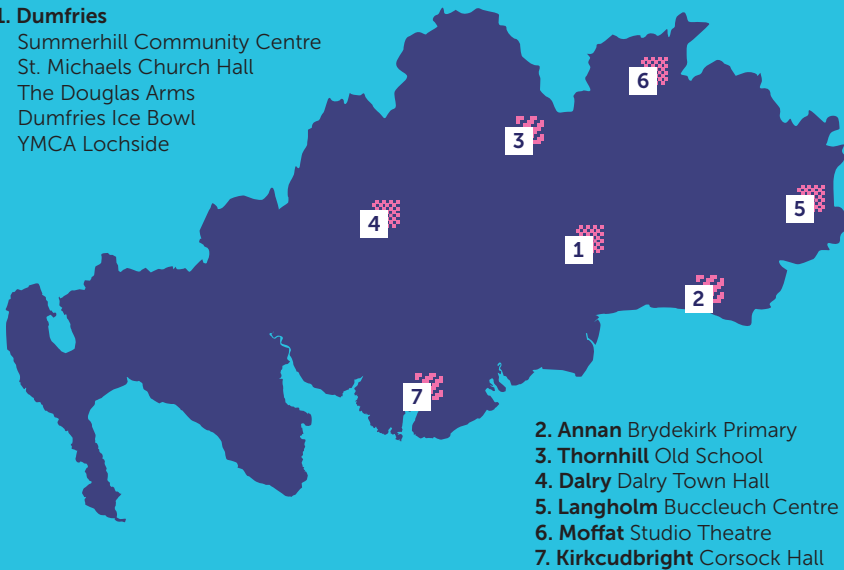 1. Dumfries
Summerhill Community Centre
St. Michaels Church Hall
The Douglas Arms
Dumfries Ice Bowl
YMCA Lochside
6
3
5
4
1
2
7
2. Annan Brydekirk Primary
3. Thornhill Old School
4. Dalry Dalry Town Hall
5. Langholm Buccleuch Centre
6. Moffat Studio Theatre
7. Kirkcudbright Corsock Hall